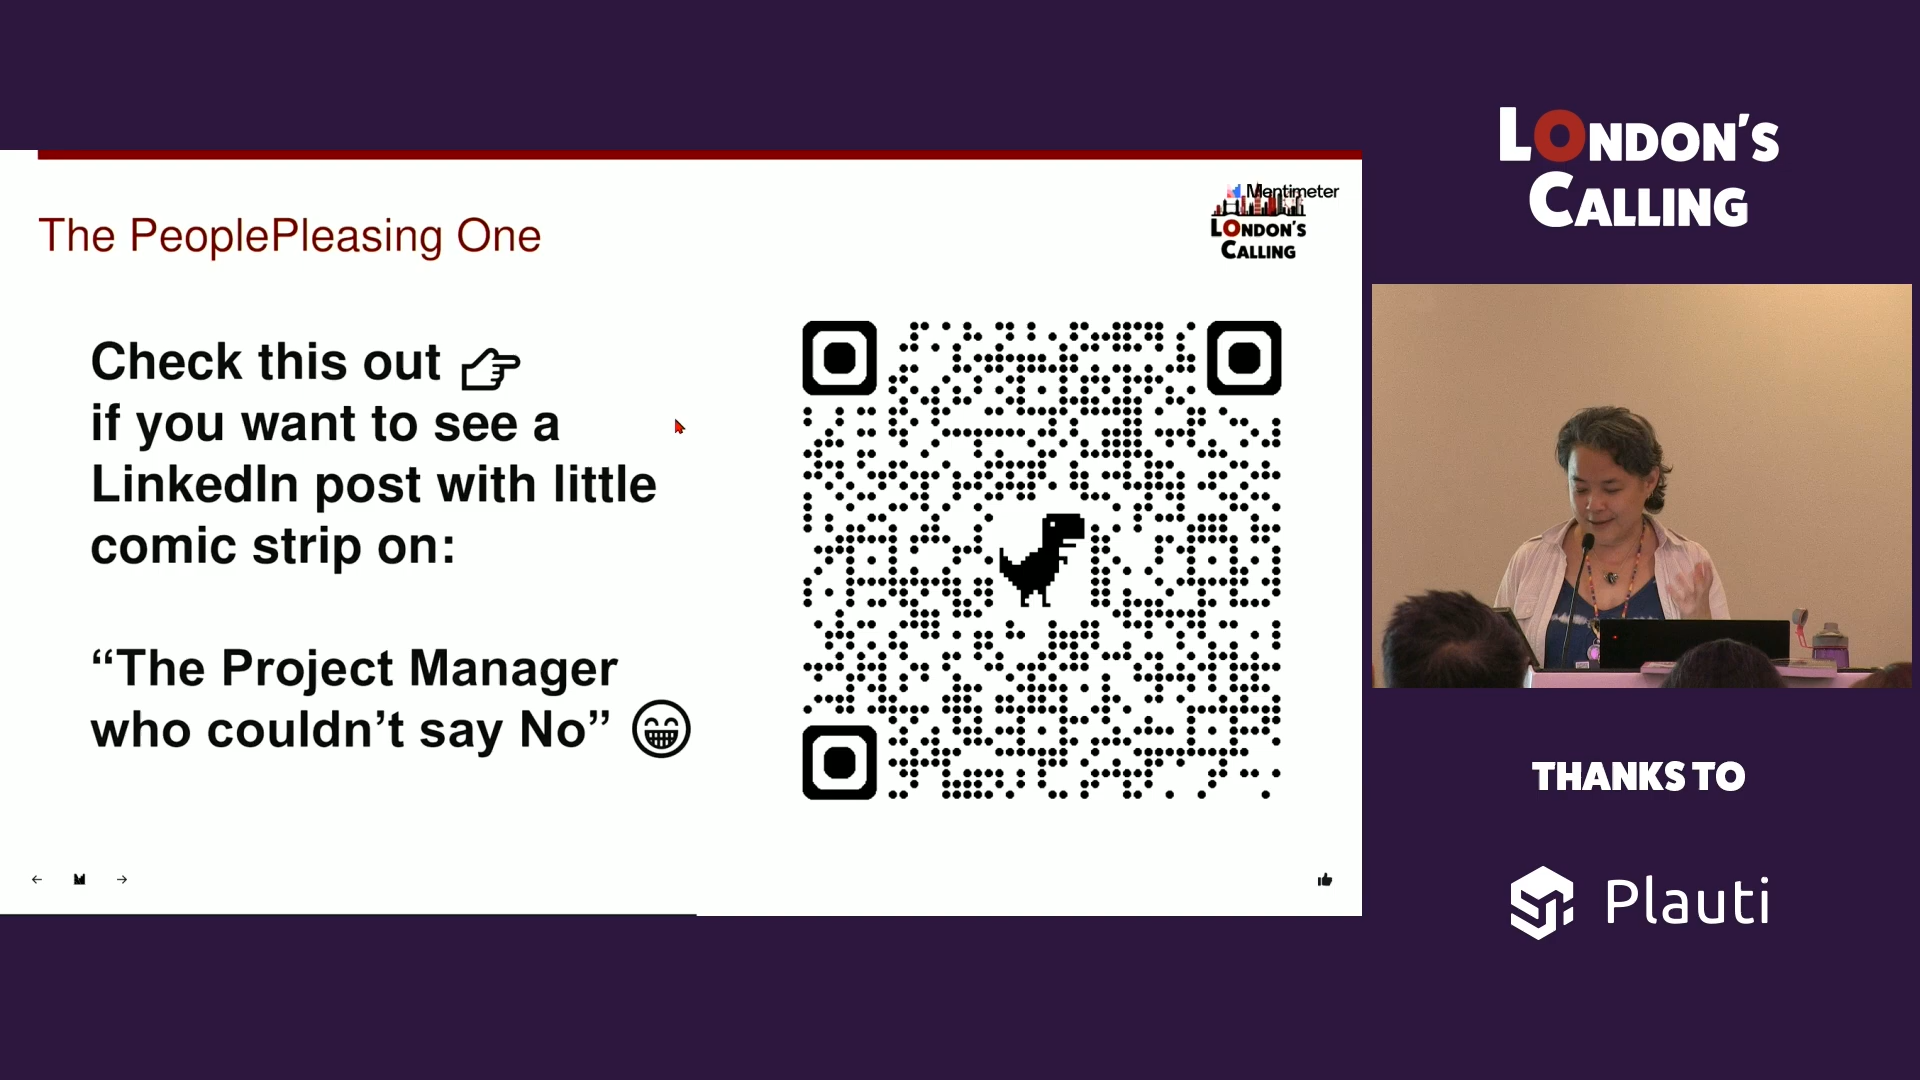 The PeoplePleasing One
Mentimeter
LONDON'S
CALLING
Check this out
if you want to see a
LinkedIn post with little
comic strip on:
“The Project Manager
who couldn’t say No”
LONDON'S
CALLING
THANKS TO
Plauti